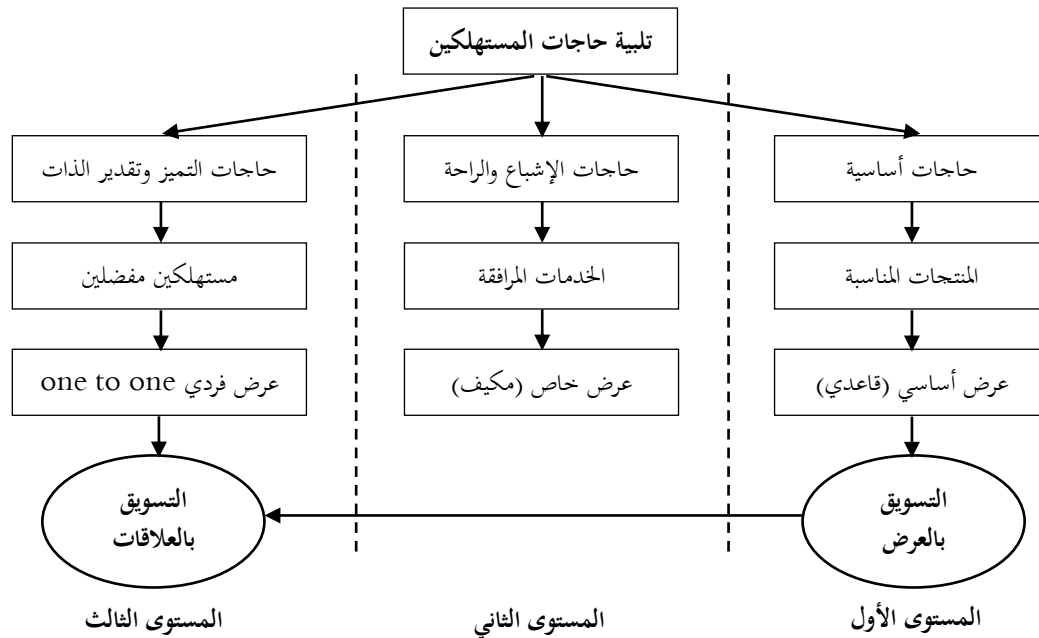 تلبية حاجات المستهلكين
حاجات أساسية
حاجات الإشباع والراحة
حاجات التميز وتقدير الذات
المنتجات المناسبة
الخدمات المرافقة
مستهلكين مفضلين
عرض أساسي (قاعدي)
عرض خاص (مكيف)
عرض فردي one to one
التسويق
بالعرض
التسويق
بالعلاقات
المستوى الأول
المستوى الثاني
المستوى الثالث